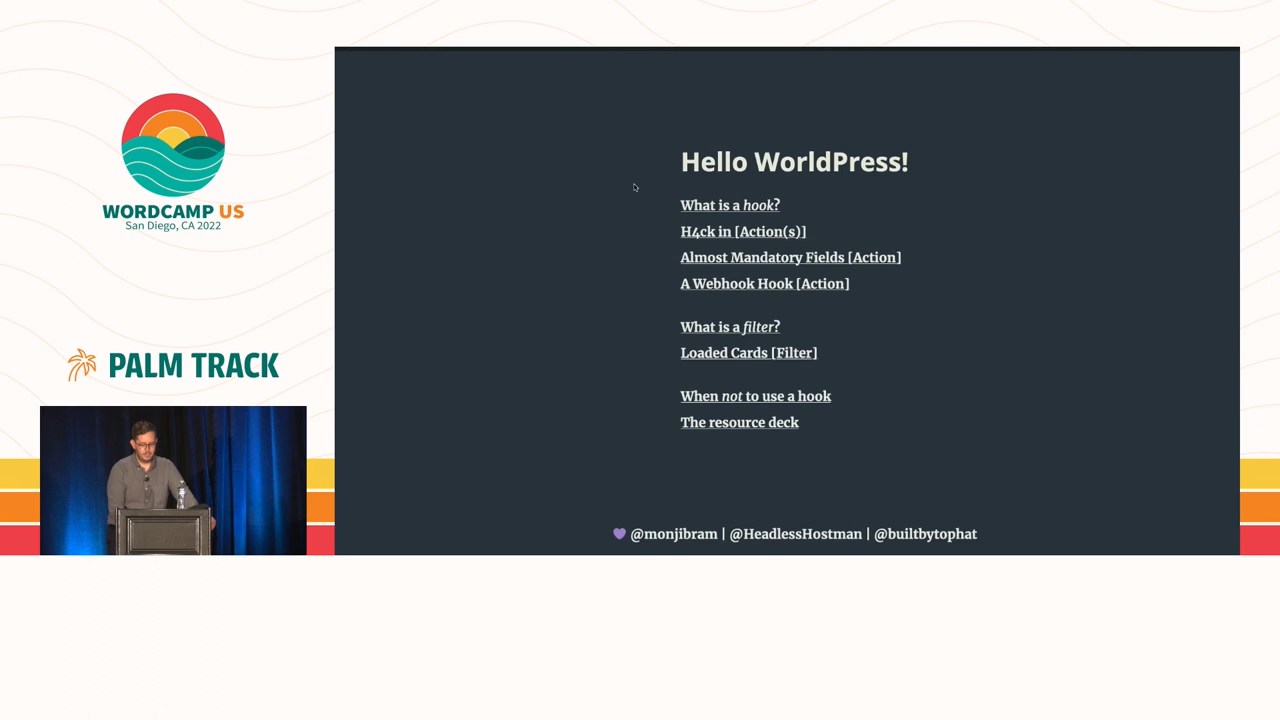 WORDCAMP US
San Diego, CA 2022
PALM TRACK
Hello WorldPress!
What is a hook?
H4ck in [Action(s)]
Almost Mandatory Fields [Action]
A Webhook Hook [Action]
What is a filter?
Loaded Cards [Filter]
When not to use a hook
The resource deck
💜 @monjibram | @HeadlessHostman | @builtbytophat